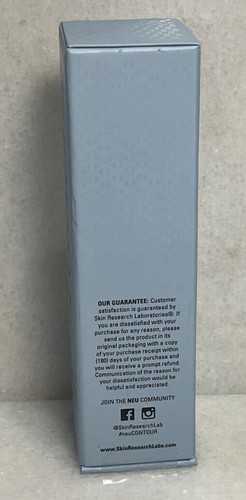 OUR GUARANTEE: Customer
satisfaction is guaranteed by
Skin Research Laboratories®. If
you are dissatisfied with your
purchase for any reason, please
send us the product in its
original packaging with a copy
of your purchase receipt within
(180) days of your purchase and
you will receive a prompt refund.
Communication of the reason for
your dissatisfaction would be
helpful and appreciated.
JOIN THE NEU COMMUNITY
@SkinResearchLab
#neuCONTOUR
www.SkinResearchLabs.com